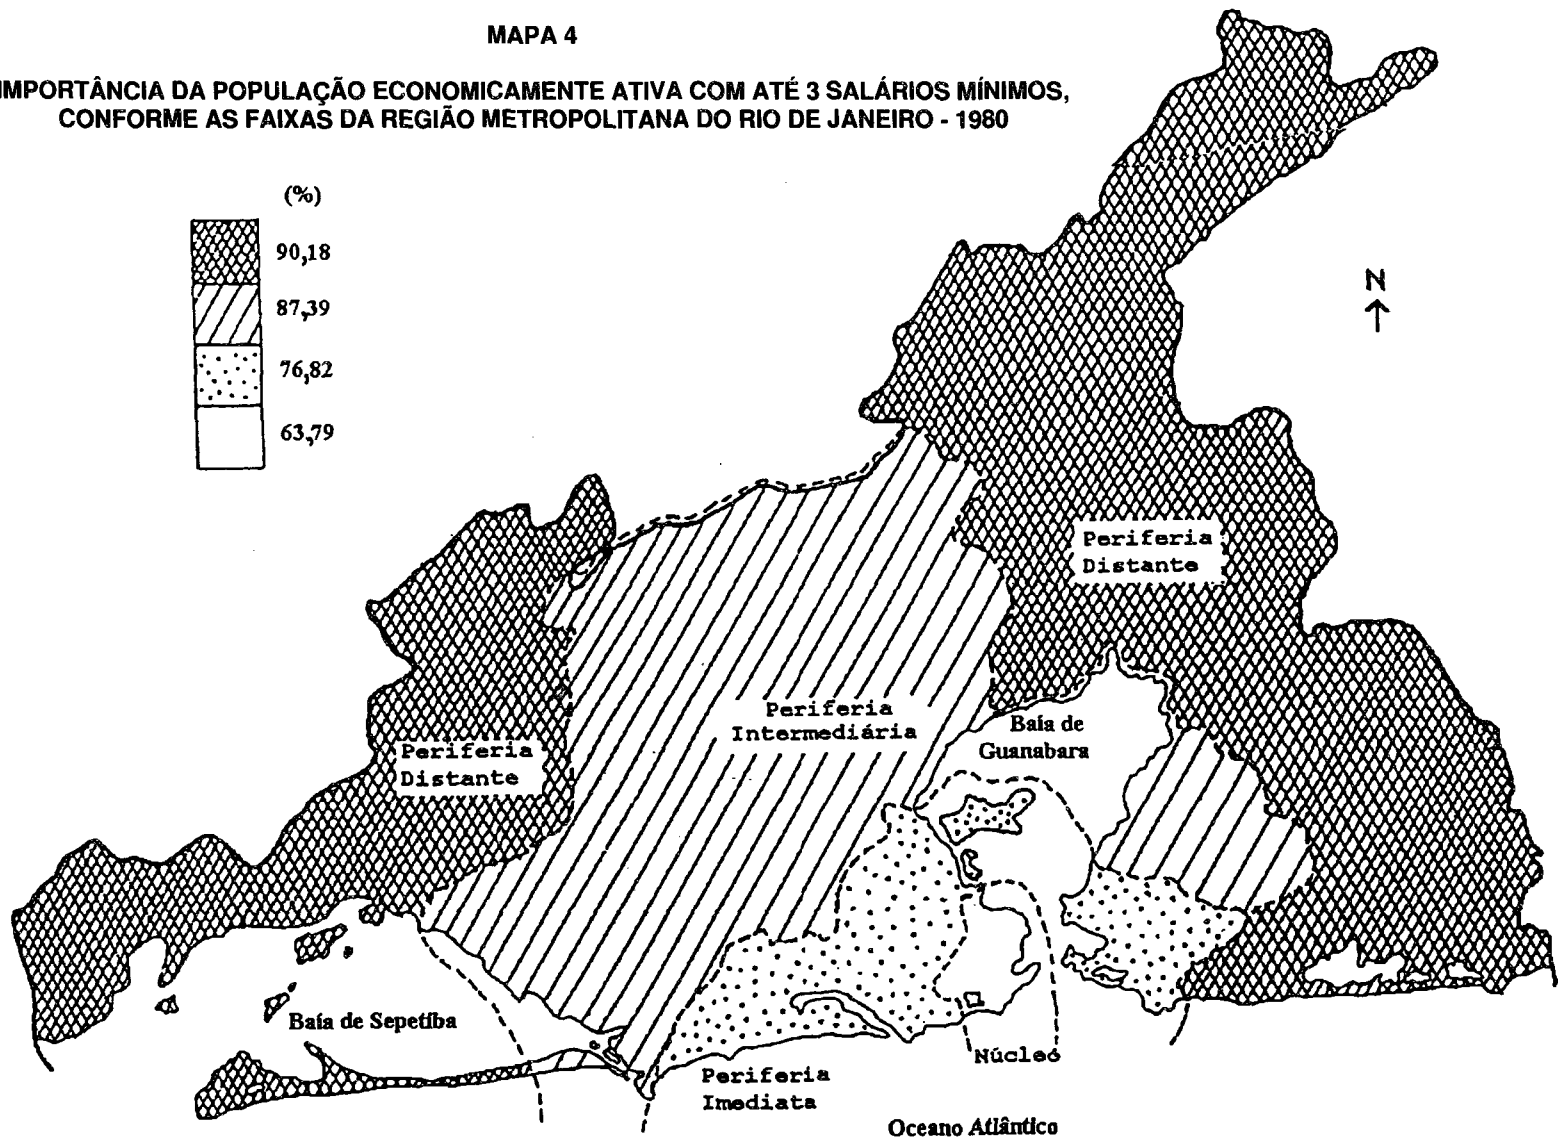 MAPA 4
IMPORTÂNCIA DA POPULAÇÃO ECONOMICAMENTE ATIVA COM ATÉ 3 SALÁRIOS MÍNIMOS,
CONFORME AS FAIXAS DA REGIÃO METROPOLITANA DO RIO DE JANEIRO - 1980
(%)
90,18
87,39
76,82
63,79
N
Periferia
Distante
Periferia
Intermediária
Baía de
Guanabara
Periferia
Distante
Baía de Sepetiba
Núcleo
Periferia
Imediata
Oceano Atlântico